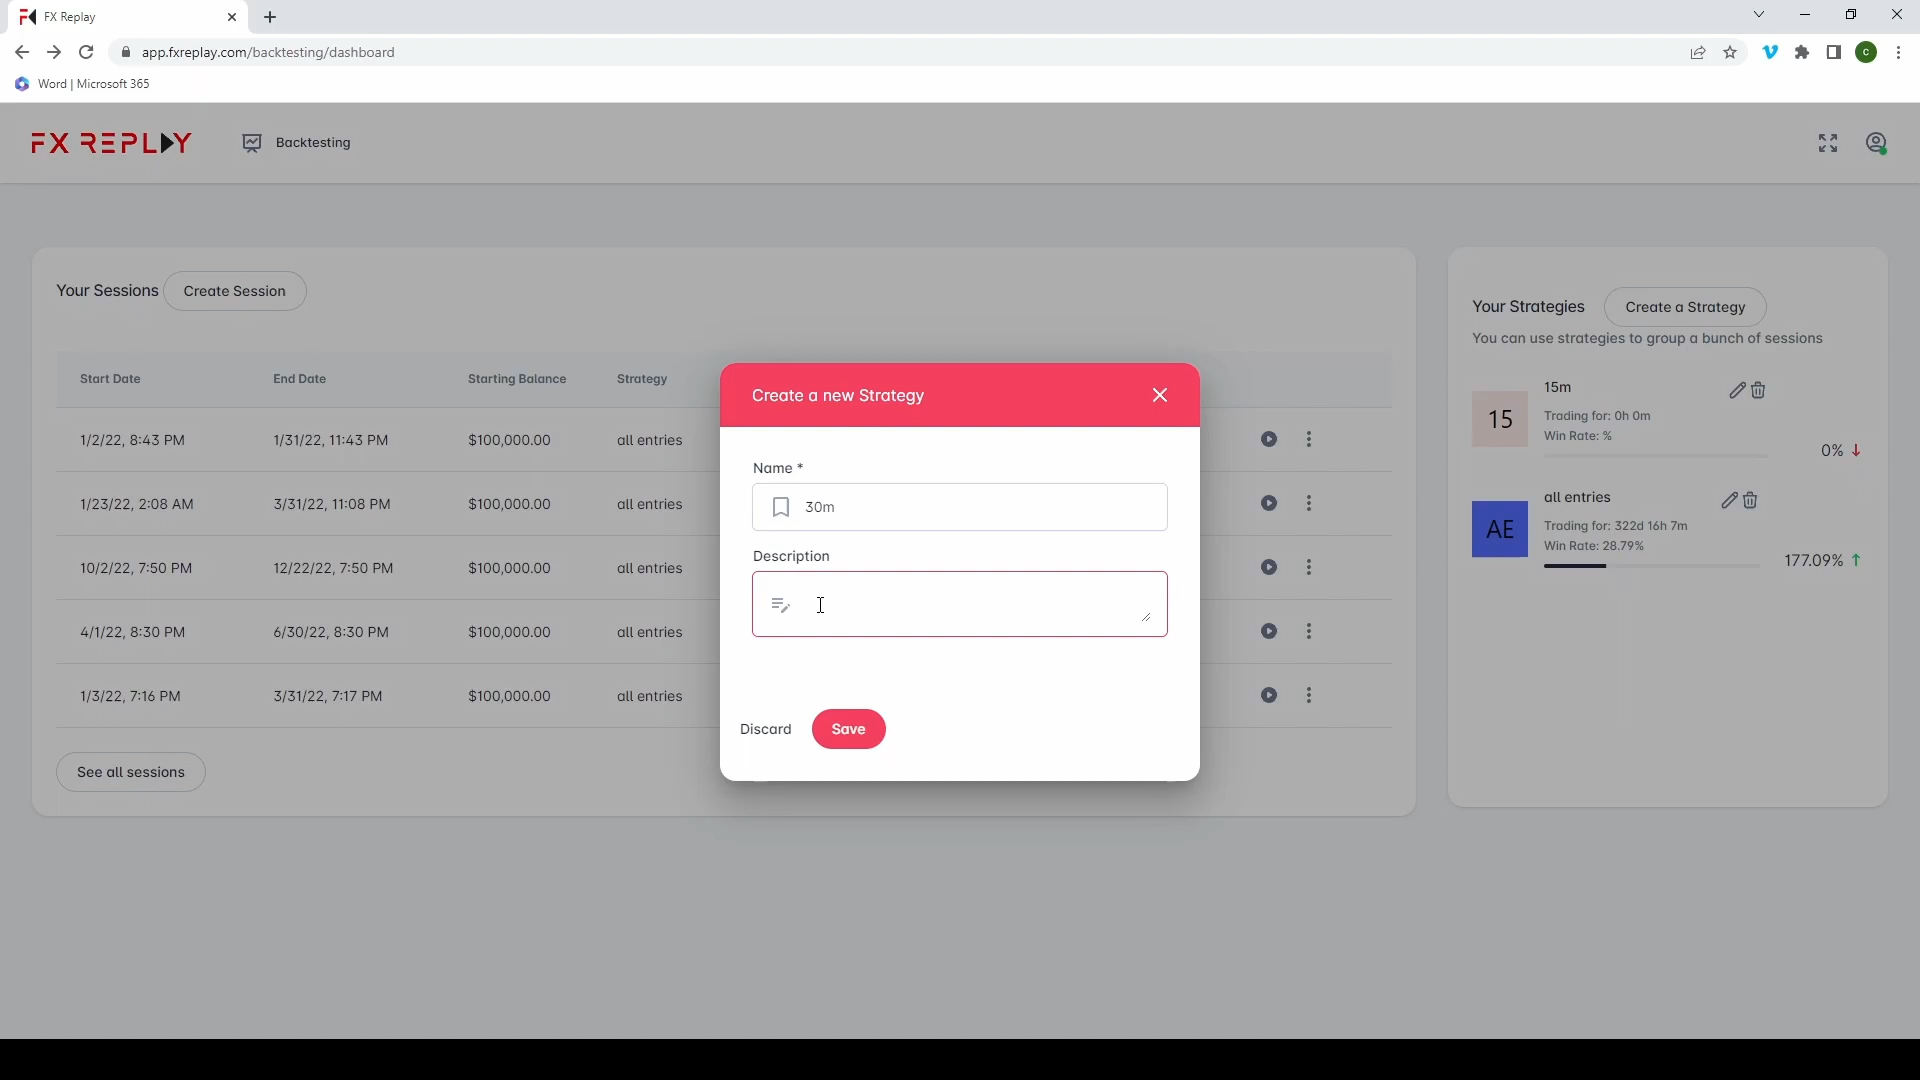 FX Replay
app.fxreplay.com/backtesting/dashboard
C
Word | Microsoft 365
FX REPLAY
Backtesting
Your Sessions
Create Session
Start Date
End Date
Starting Balance
Strategy
1/2/22, 8:43 PM
1/31/22, 11:43 PM
$100,000.00
all entries
1/23/22, 2:08 AM
3/31/22, 11:08 PM
$100,000.00
all entries
10/2/22, 7:50 PM
12/22/22, 7:50 PM
$100,000.00
all entries
4/1/22, 8:30 PM
6/30/22, 8:30 PM
$100,000.00
all entries
1/3/22, 7:16 PM
3/31/22, 7:17 PM
$100,000.00
all entries
See all sessions
Create a new Strategy
Name *
30m
Description
Discard
Save
Your Strategies
Create a Strategy
You can use strategies to group a bunch of sessions
15
15m
Trading for: 0h 0m
Win Rate: %
0%
AE
all entries
Trading for: 322d 16h 7m
Win Rate: 28.79%
177.09%